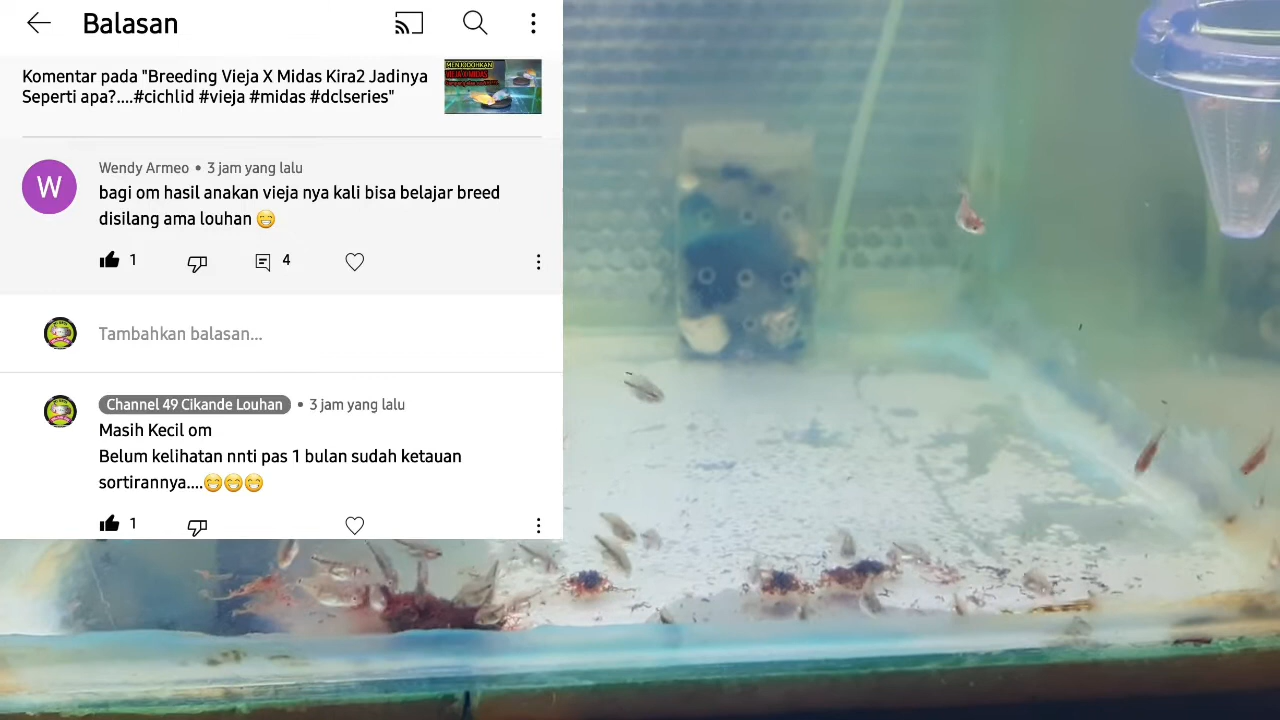 Balasan
Komentar pada "Breeding Vieja X Midas Kira2 Jadinya
Seperti apa?....#cichlid #vieja #midas #dclseries"
MENJODOHKAN
VIEJA X MIDAS
W
Wendy Armeo • 3 jam yang lalu
bagi om hasil anakan vieja nya kali bisa belajar breed
disilang ama louhan 😁
1
4
Tambahkan balasan...
Channel 49 Cikande Louhan • 3 jam yang lalu
Masih Kecil om
Belum kelihatan nnti pas 1 bulan sudah ketauan
sortirannya....😁😁😁
1